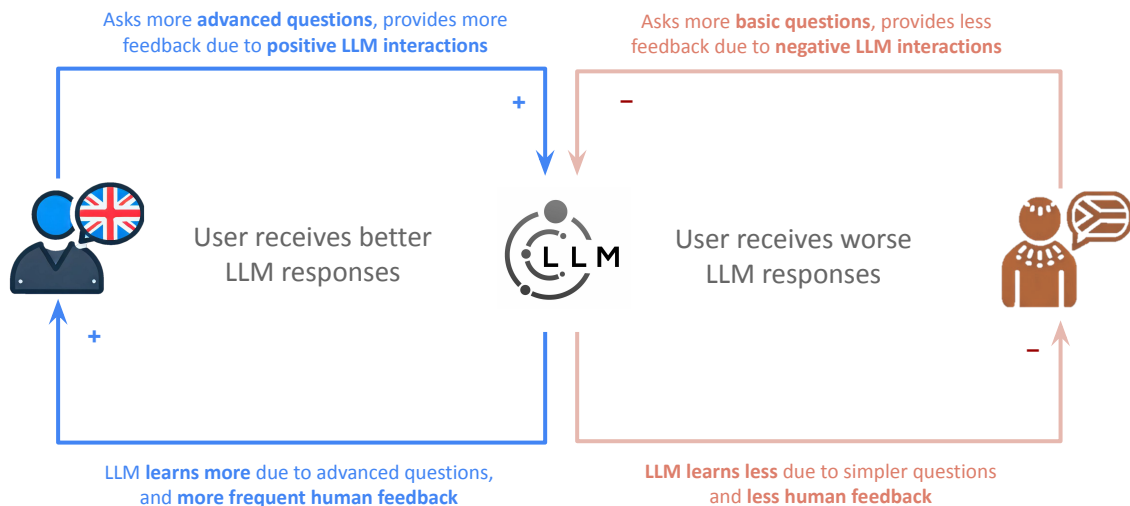 Asks more advanced questions, provides more
feedback due to positive LLM interactions
Asks more basic questions, provides less
feedback due to negative LLM interactions
+
–
User receives better
LLM responses
LLM
User receives worse
LLM responses
+
–
LLM learns more due to advanced questions,
and more frequent human feedback
LLM learns less due to simpler questions
and less human feedback